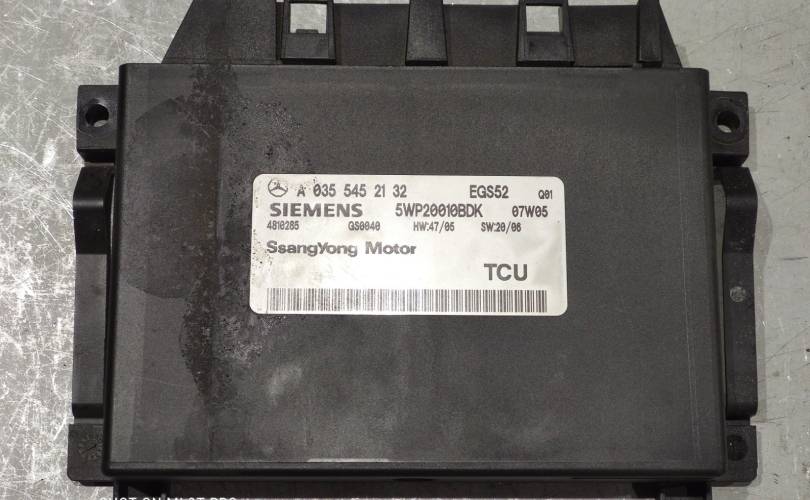 A 035 545 21 32 EGS52 Q01
SIEMENS 5WP20010BDK 07W05
4810285 GS0040 HW:47/05 SW:20/06
SsangYong Motor
TCU